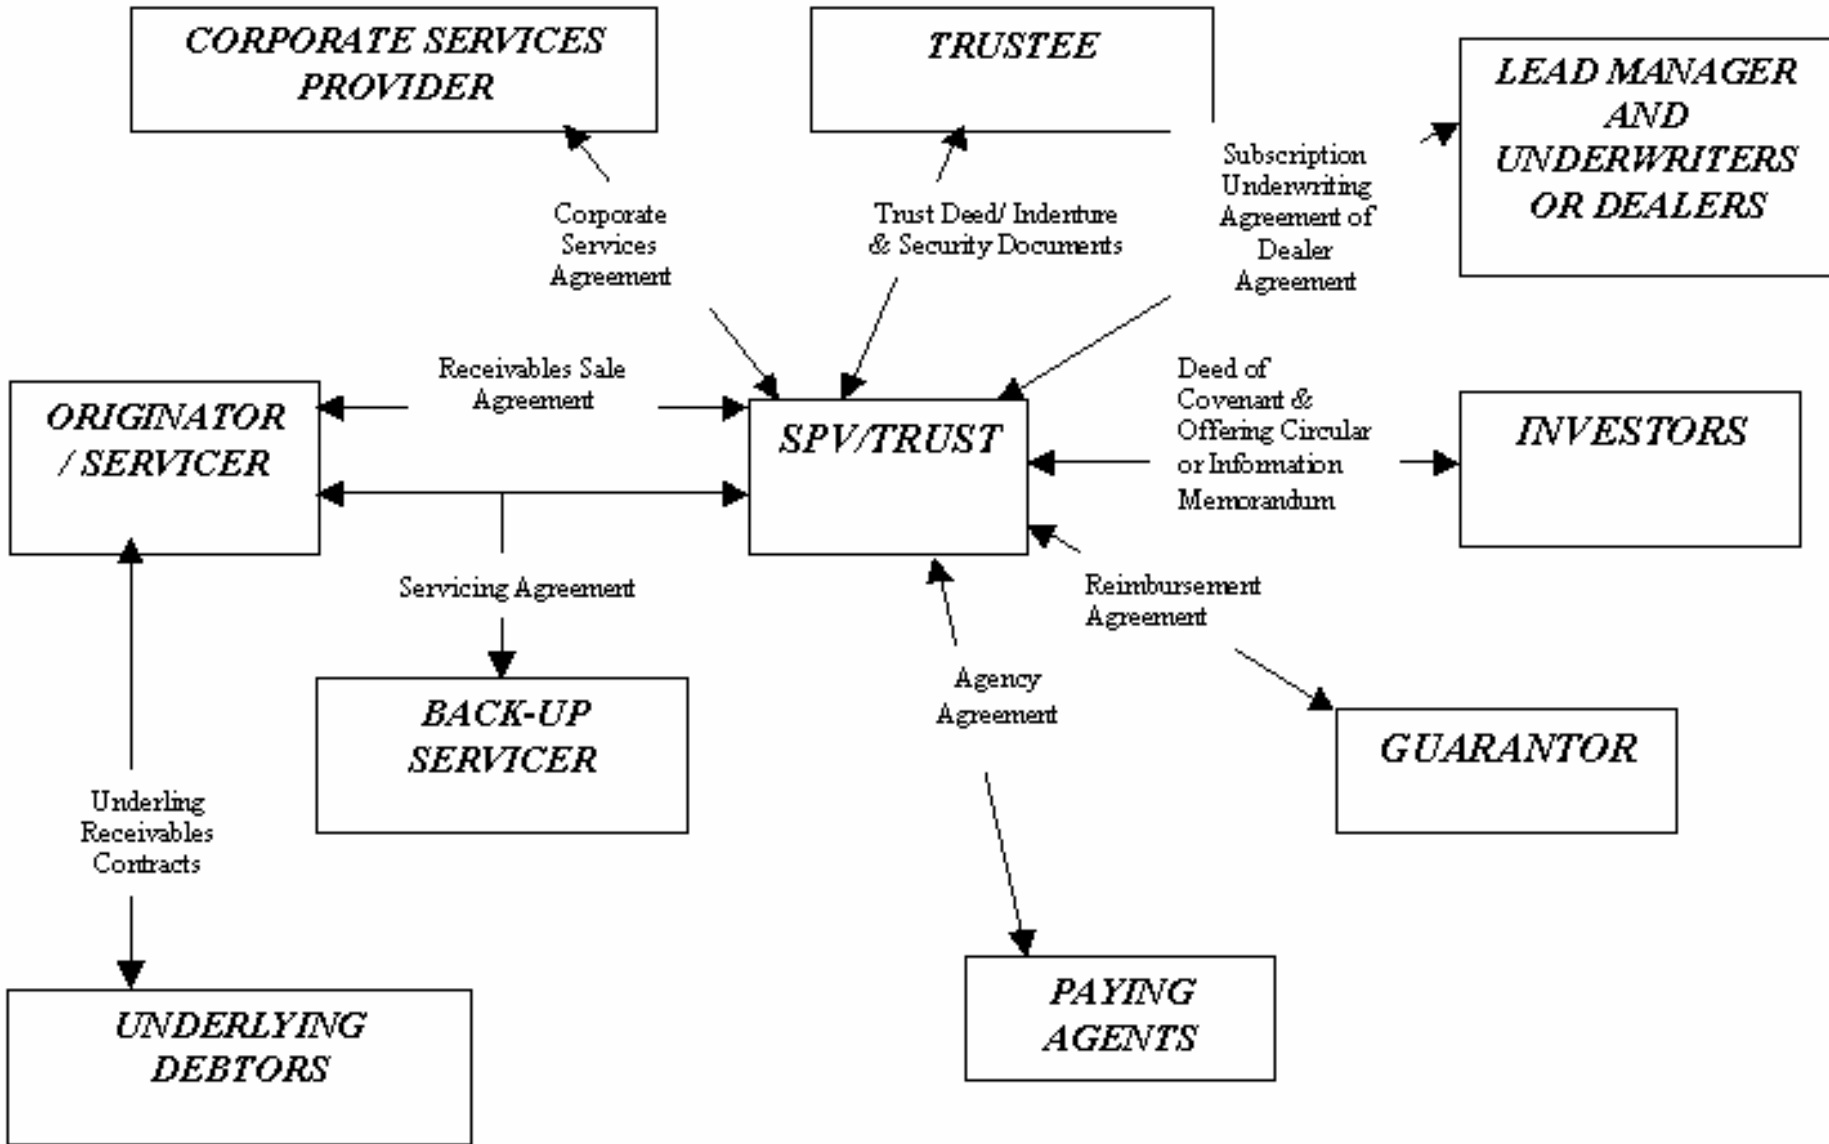 CORPORATE SERVICES
PROVIDER
TRUSTEE
LEAD MANAGER
AND
UNDERWRITERS
OR DEALERS
Corporate
Services
Agreement
Trust Deed/ Indenture
& Security Documents
Subscription
Underwriting
Agreement of
Dealer
Agreement
ORIGINATOR
/ SERVICER
Receivables Sale
Agreement
SPV/TRUST
Deed of
Covenant &
Offering Circular
or Information
Memorandum
INVESTORS
Servicing Agreement
Reimbursement
Agreement
BACK-UP
SERVICER
Agency
Agreement
GUARANTOR
Underling
Receivables
Contracts
UNDERLYING
DEBTORS
PAYING
AGENTS